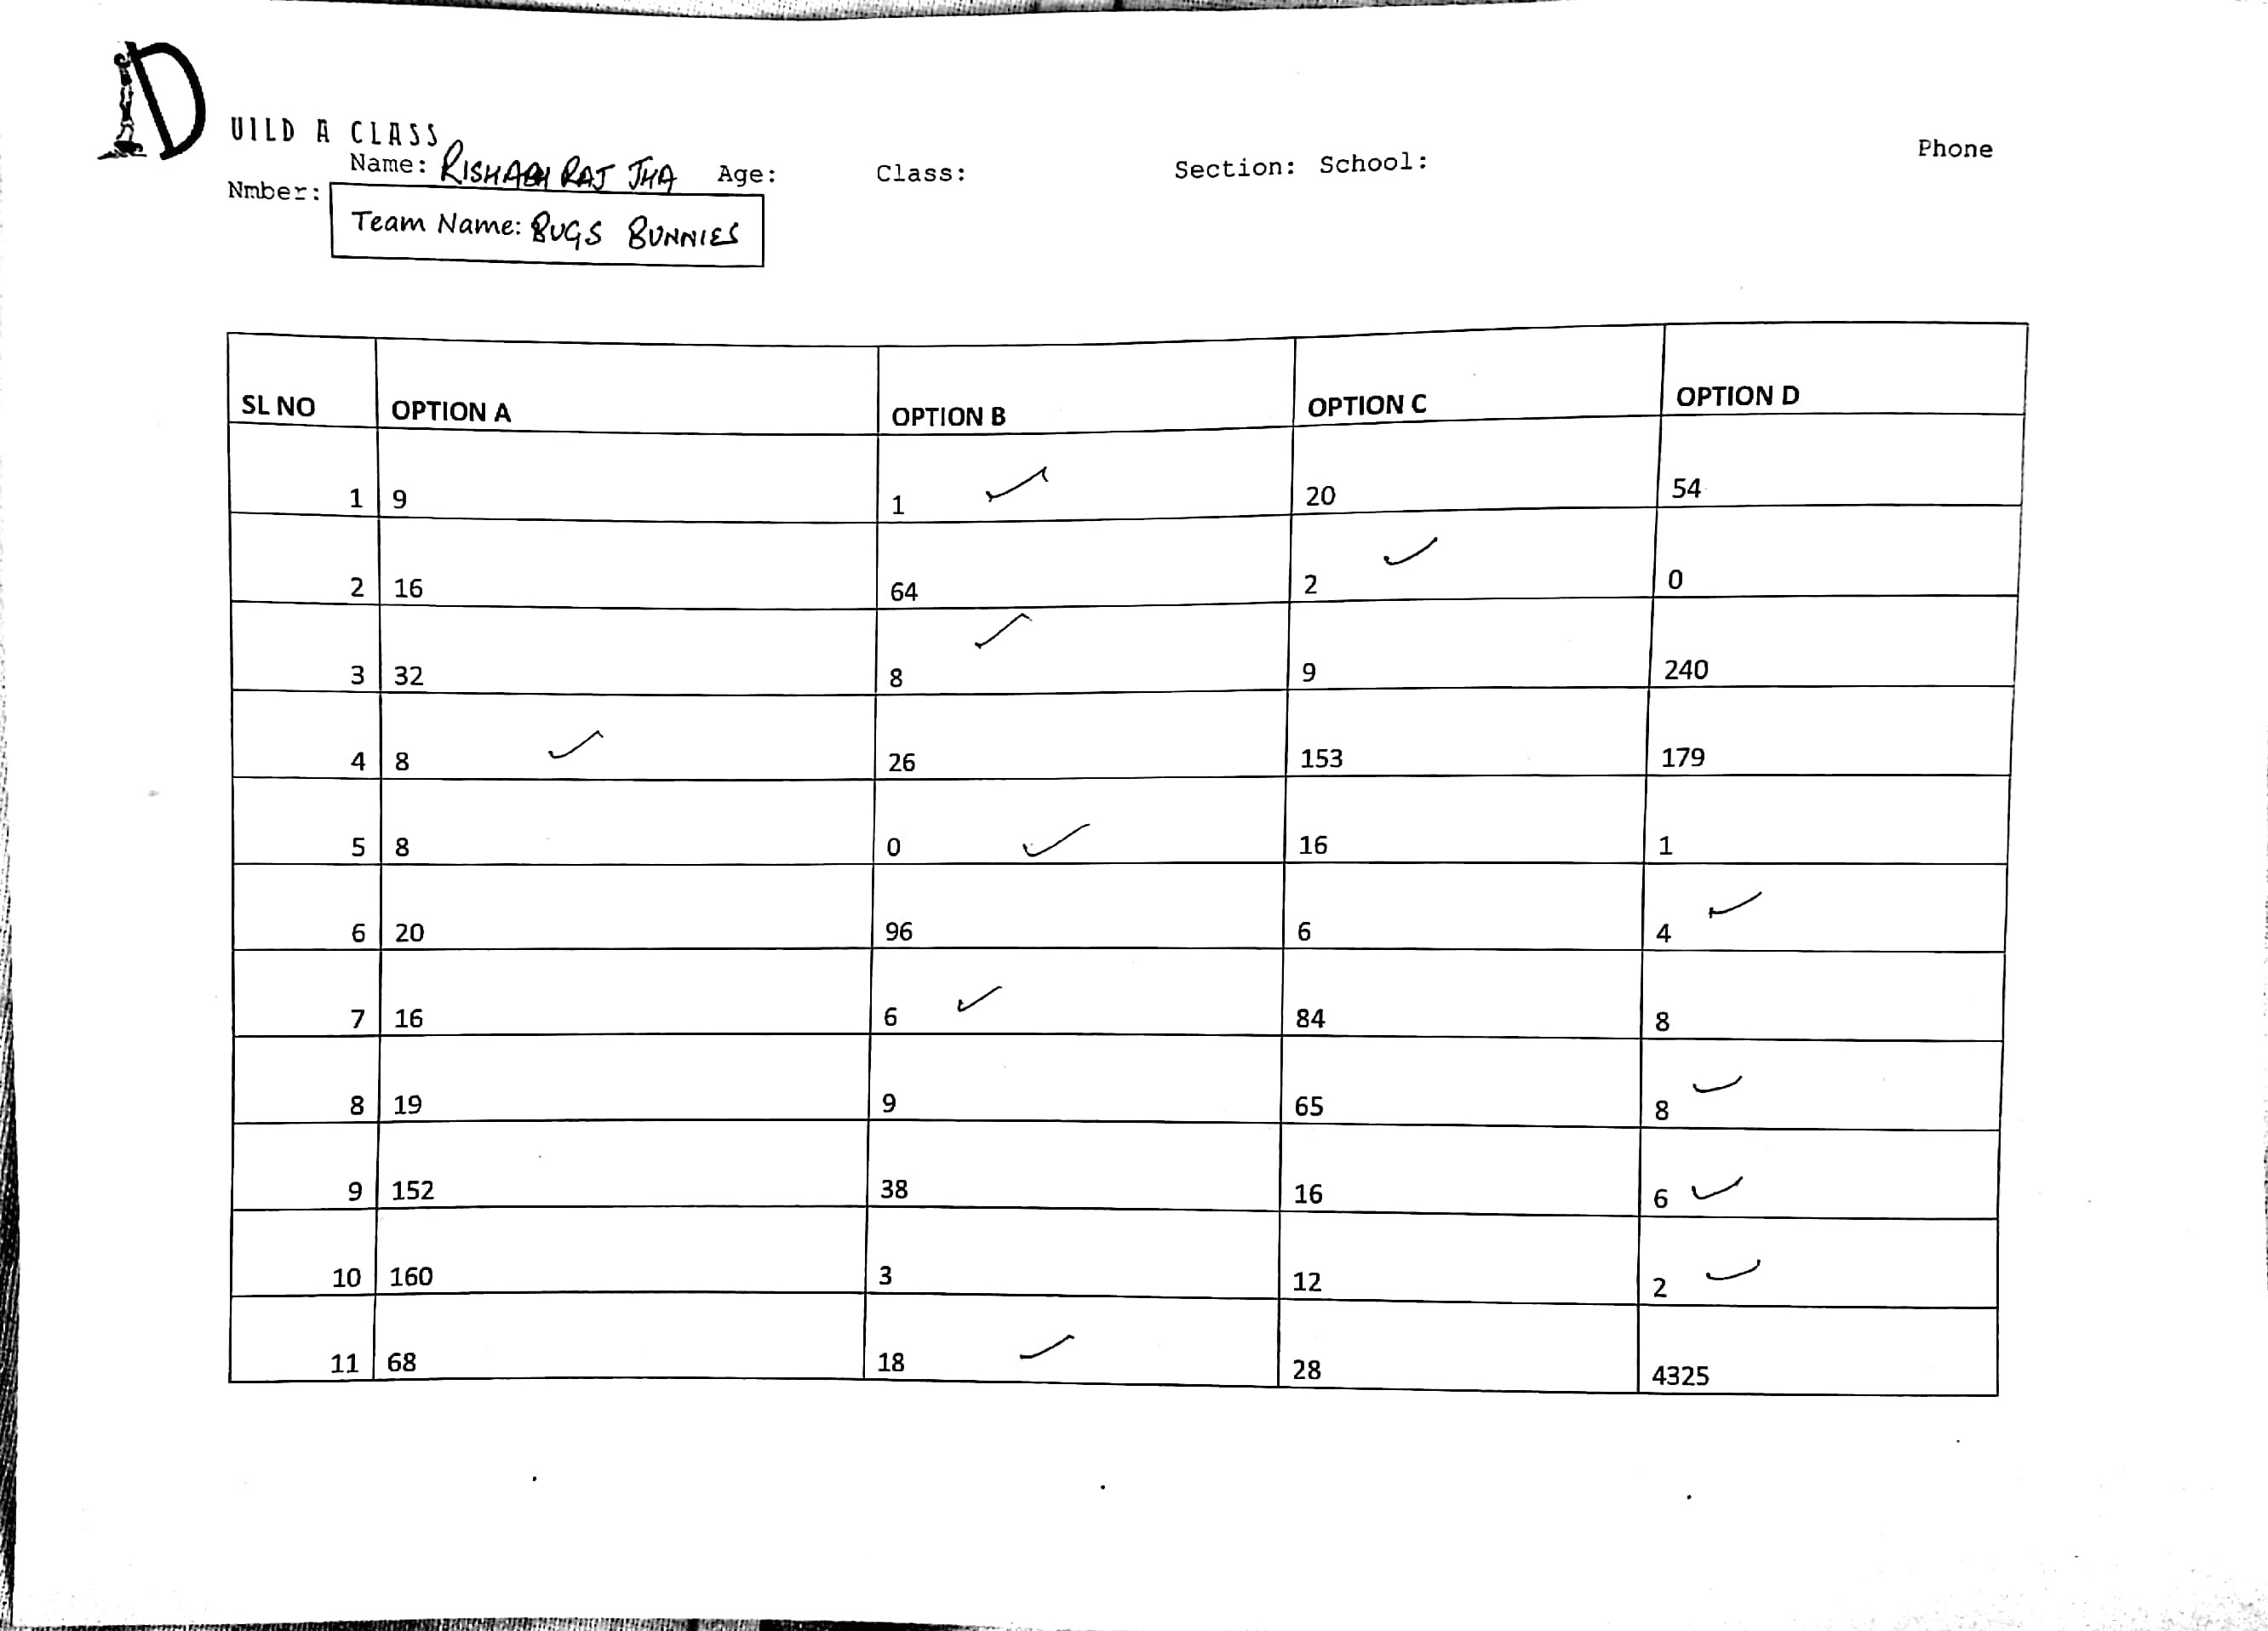 D
UILD A CLASS
Name: RISHABH RAJ JHA Age: Class: Section: School: Phone
Nmber:
Team Name: BUGS BUNNIES
SL NO OPTION A OPTION B OPTION C OPTION D
1 9 1 ✓ 20 54
2 16 64 2 ✓ 0
3 32 8 ✓ 9 240
4 8 ✓ 26 153 179
5 8 0 ✓ 16 1
6 20 96 6 4 ✓
7 16 6 ✓ 84 8
8 19 9 65 8 ✓
9 152 38 16 6 ✓
10 160 3 12 2 ✓
11 68 18 ✓ 28 4325